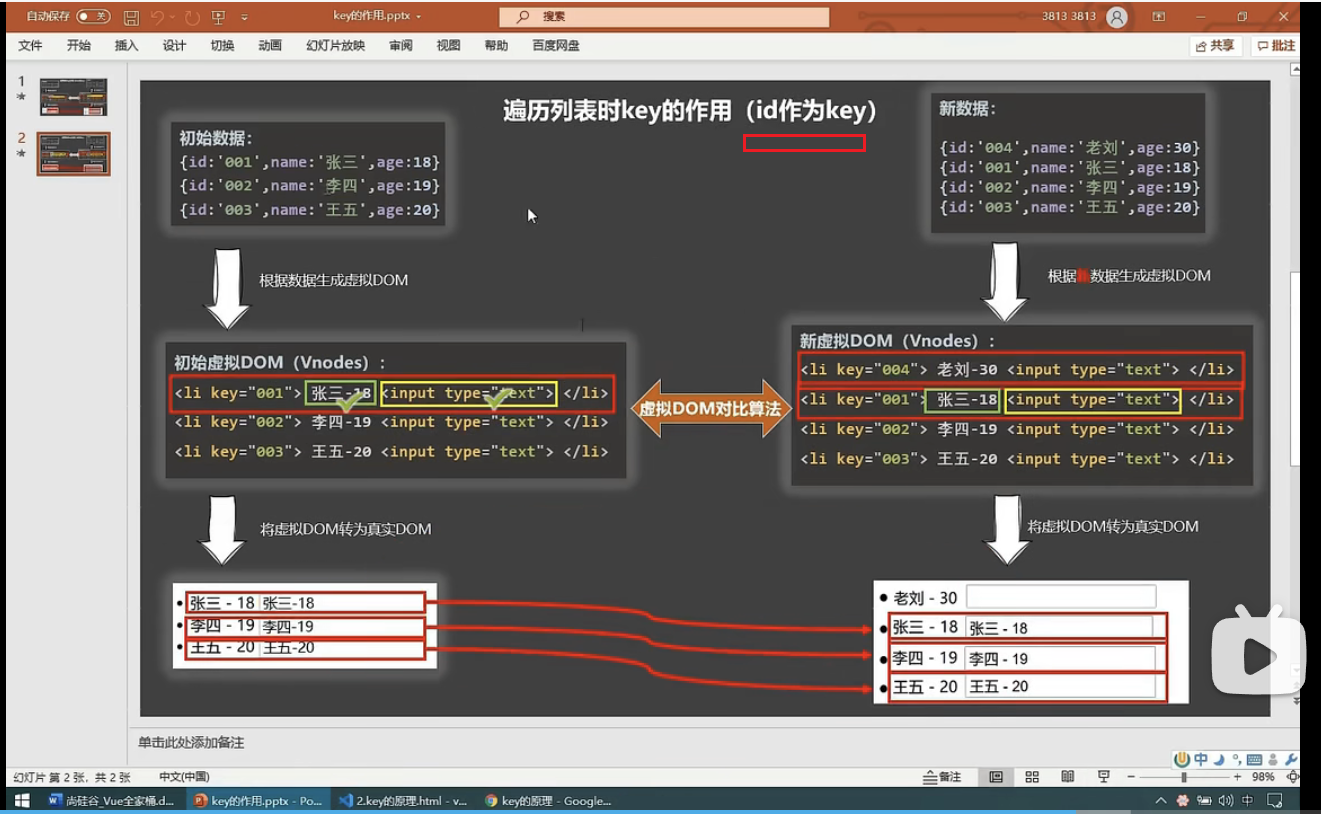 自动保存 关 key的作用.pptx 搜索 3813 3813
文件 开始 插入 设计 切换 动画 幻灯片放映 审阅 视图 帮助 百度网盘 共享 批注
1
2
遍历列表时key的作用（id作为key）
初始数据：
{id:'001',name:'张三',age:18}
{id:'002',name:'李四',age:19}
{id:'003',name:'王五',age:20}
新数据：
{id:'004',name:'老刘',age:30}
{id:'001',name:'张三',age:18}
{id:'002',name:'李四',age:19}
{id:'003',name:'王五',age:20}
根据数据生成虚拟DOM
根据新数据生成虚拟DOM
初始虚拟DOM（Vnodes）：
<li key="001"> 张三-18 <input type="text"> </li>
<li key="002"> 李四-19 <input type="text"> </li>
<li key="003"> 王五-20 <input type="text"> </li>
虚拟DOM对比算法
新虚拟DOM（Vnodes）：
<li key="004"> 老刘-30 <input type="text"> </li>
<li key="001"> 张三-18 <input type="text"> </li>
<li key="002"> 李四-19 <input type="text"> </li>
<li key="003"> 王五-20 <input type="text"> </li>
将虚拟DOM转为真实DOM
将虚拟DOM转为真实DOM
张三 - 18 张三-18
李四 - 19 李四-19
王五 - 20 王五-20
老刘 - 30
张三 - 18 张三 - 18
李四 - 19 李四 - 19
王五 - 20 王五 - 20
单击此处添加备注
中
幻灯片 第 2 张，共 2 张 中文(中国) 备注 98%
尚硅谷_Vue全家桶.d... key的作用.pptx - Po... 2.key的原理.html - v... key的原理 - Google... 中